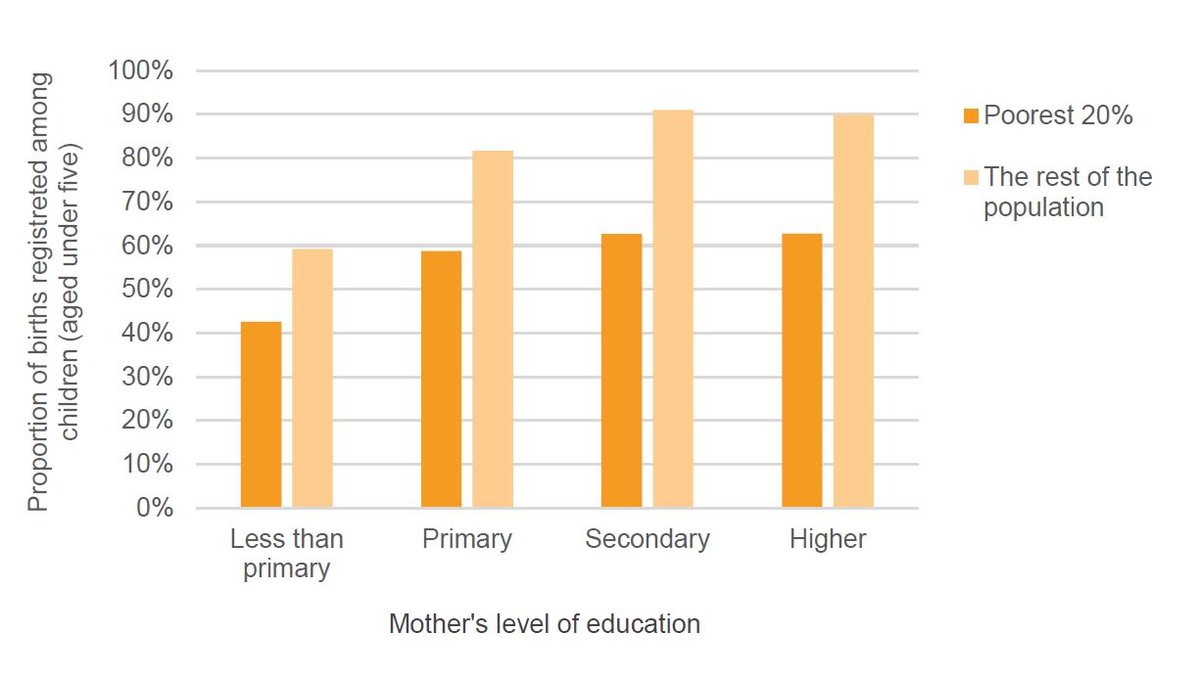 Proportion of births registreted among
children (aged under five)
100%
90%
80%
70%
60%
50%
40%
30%
20%
10%
0%
Less than
primary
Primary
Secondary
Higher
Mother's level of education
Poorest 20%
The rest of the
population